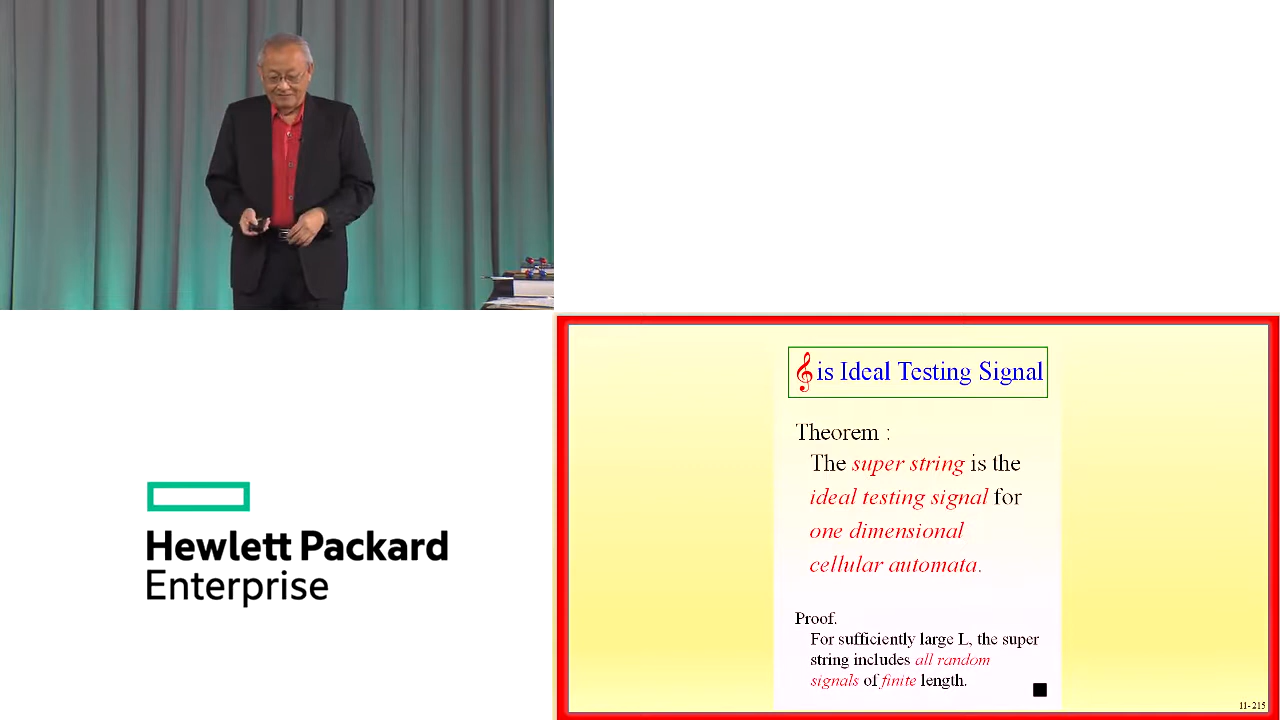 Hewlett Packard
Enterprise
is Ideal Testing Signal
Theorem :
The super string is the
ideal testing signal for
one dimensional
cellular automata.
Proof.
For sufficiently large L, the super
string includes all random
signals of finite length.
11-215